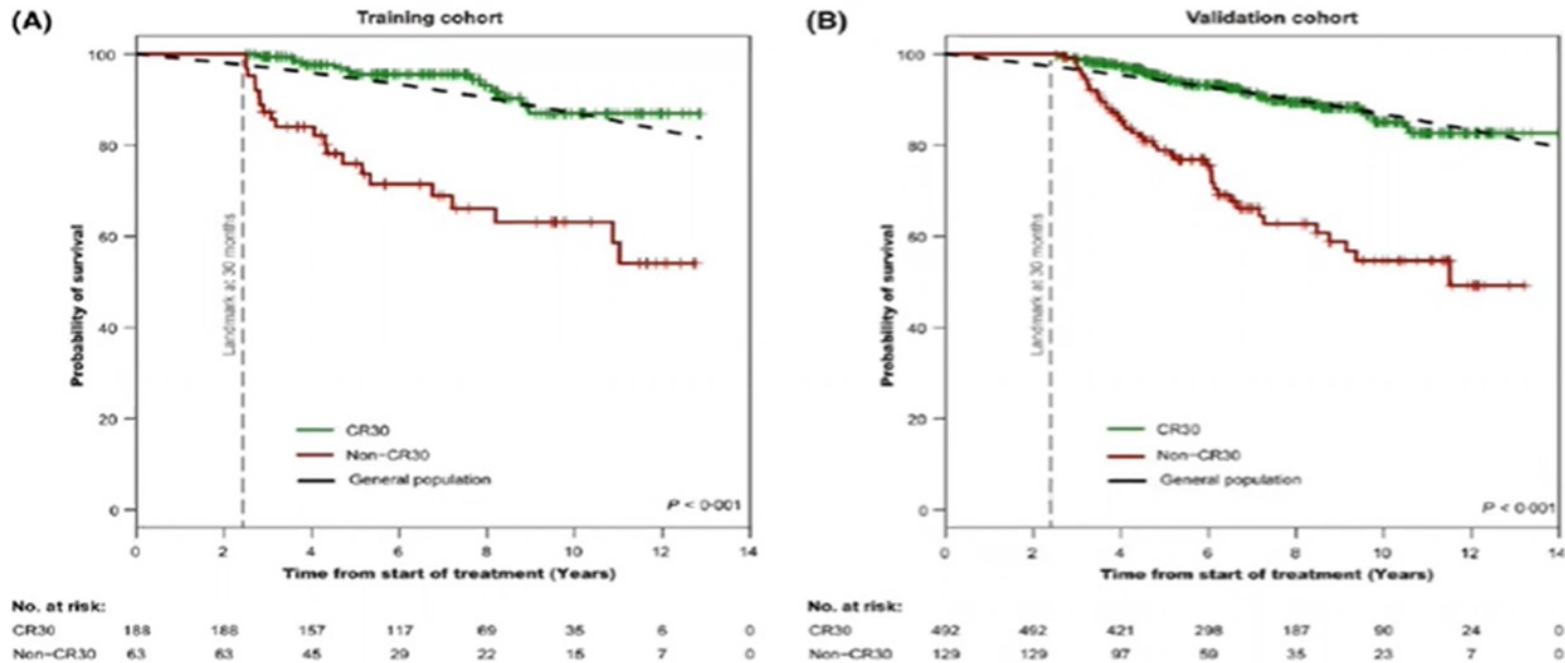 (A)
Training cohort
100
80
60
40
20
0
Probability of survival
Landmark at 30 months
CR30
Non-CR30
General population
P < 0·001
0 2 4 6 8 10 12 14
Time from start of treatment (Years)
No. at risk:
CR30 188 188 157 117 69 35 6 0
Non-CR30 63 63 45 29 22 15 7 0
(B)
Validation cohort
100
80
60
40
20
0
Probability of survival
Landmark at 30 months
CR30
Non-CR30
General population
P < 0·001
0 2 4 6 8 10 12 14
Time from start of treatment (Years)
No. at risk:
CR30 492 492 421 298 187 90 24 0
Non-CR30 129 129 97 59 35 23 7 0